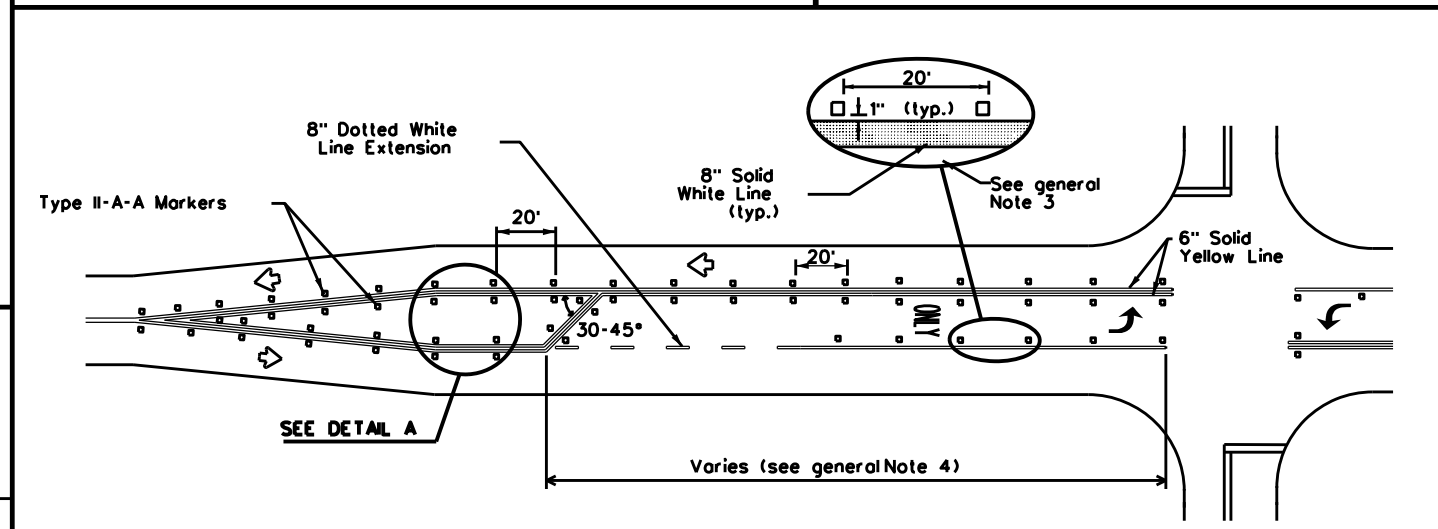 20'
1" (typ.)
8" Dotted White
Line Extension
8" Solid
White Line
(typ.)
See general
Note 3
Type II-A-A Markers
20'
6" Solid
Yellow Line
20'
ONLY
30-45°
SEE DETAIL A
Varies (see general Note 4)